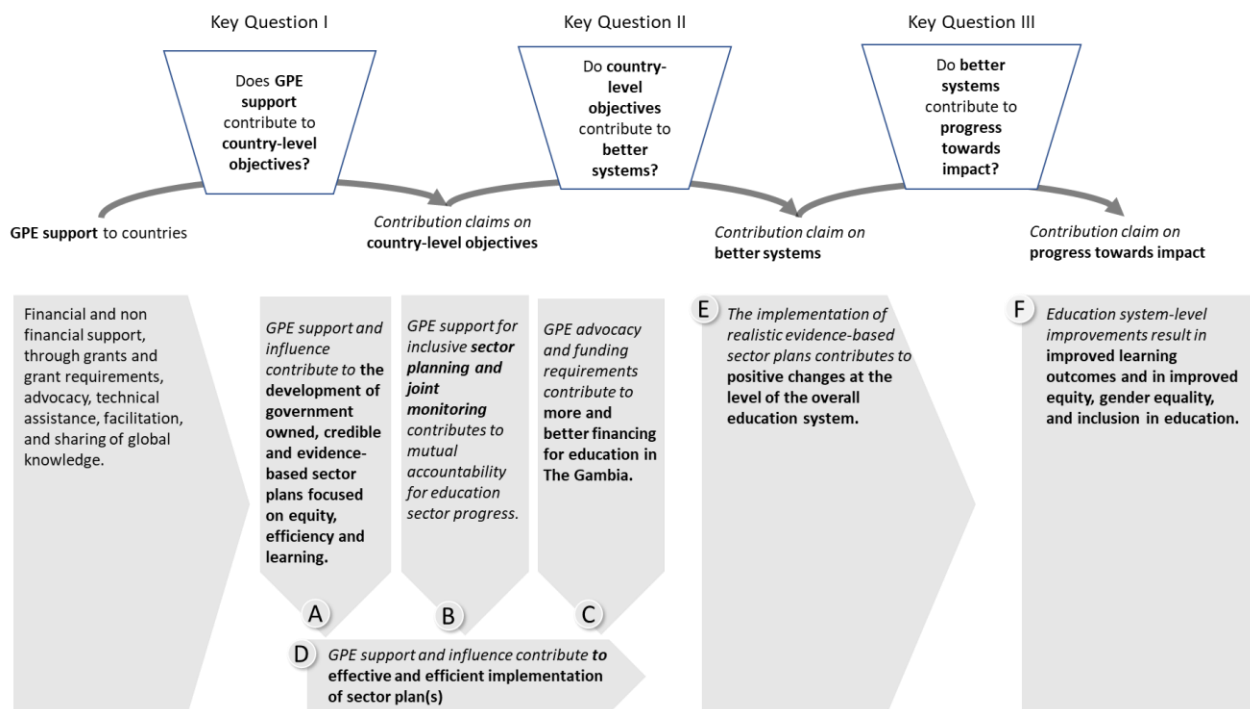 Key Question I
Key Question II
Key Question III
Does GPE
support
contribute to
country-level
objectives?
Do country-
level
objectives
contribute to
better
systems?
Do better
systems
contribute to
progress
towards
impact?
GPE support to countries
Contribution claims on
country-level objectives
Contribution claim on
better systems
Contribution claim on
progress towards impact
Financial and non
financial support,
through grants and
grant requirements,
advocacy, technical
assistance, facilitation,
and sharing of global
knowledge.
GPE support and
influence
contribute to the
development of
government
owned, credible
and evidence-
based sector
plans focused
on equity,
efficiency and
learning.
A
GPE support for
inclusive sector
planning and
joint
monitoring
contributes to
mutual
accountability
for education
sector progress.
B
GPE advocacy
and funding
requirements
contribute to
more and
better financing
for education in
The Gambia.
C
D
GPE support and influence contribute to
effective and efficient implementation
of sector plan(s)
E
The implementation of
realistic evidence-based
sector plans contributes to
positive changes at the
level of the overall
education system.
F
Education system-level
improvements result in
improved learning
outcomes and in improved
equity, gender equality,
and inclusion in education.